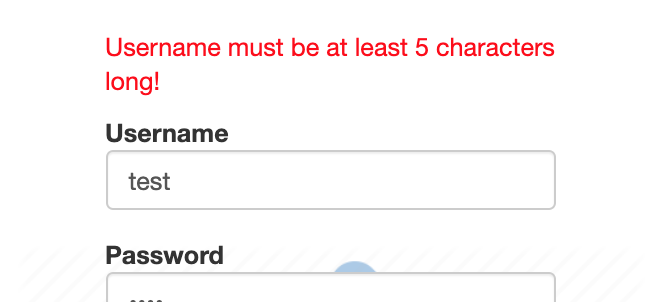 Username must be at least 5 characters
long!
Username
test
Password
••••